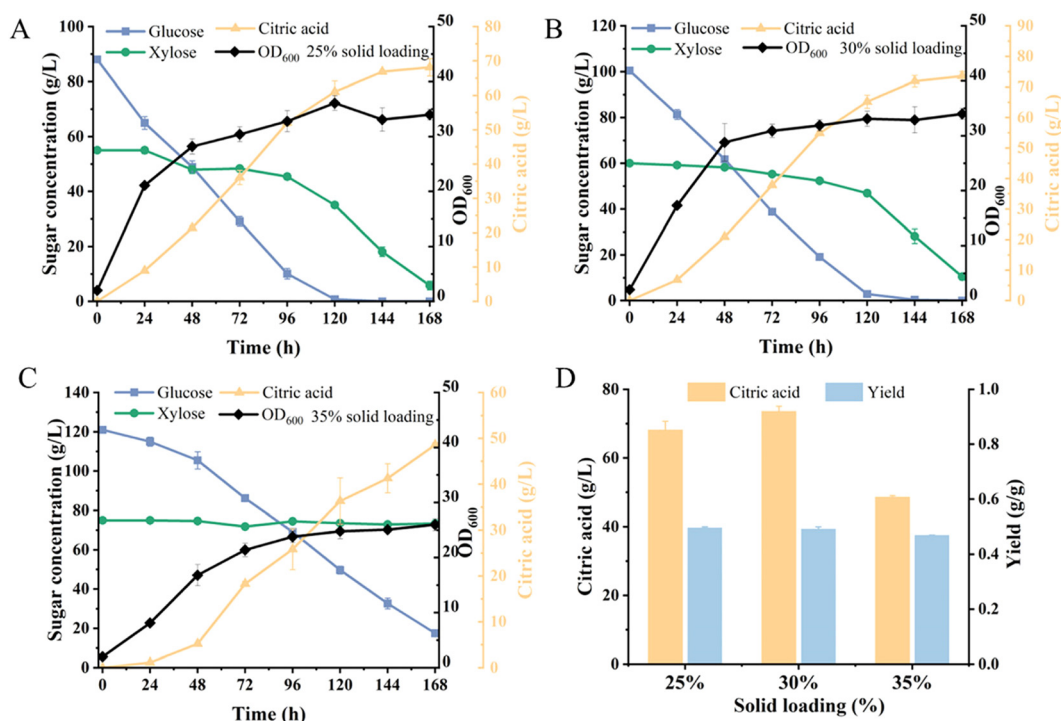 A
Glucose
Citric acid
Xylose
OD600 25% solid loading
Sugar concentration (g/L)
100
80
60
40
20
0
0 24 48 72 96 120 144 168
Time (h)
50
40
30
20
10
0
OD600
80
70
60
50
40
30
20
10
0
Citric acid (g/L)
B
Glucose
Citric acid
Xylose
OD600 30% solid loading
Sugar concentration (g/L)
120
100
80
60
40
20
0
0 24 48 72 96 120 144 168
Time (h)
50
40
30
20
10
0
OD600
90
80
70
60
50
40
30
20
10
0
Citric acid (g/L)
C
Glucose
Citric acid
Xylose
OD600 35% solid loading
Sugar concentration (g/L)
140
120
100
80
60
40
20
0
0 24 48 72 96 120 144 168
Time (h)
50
40
30
20
10
0
OD600
60
50
40
30
20
10
0
Citric acid (g/L)
D
Citric acid
Yield
Citric acid (g/L)
80
60
40
20
0
25% 30% 35%
Solid loading (%)
1.0
0.8
0.6
0.4
0.2
0.0
Yield (g/g)